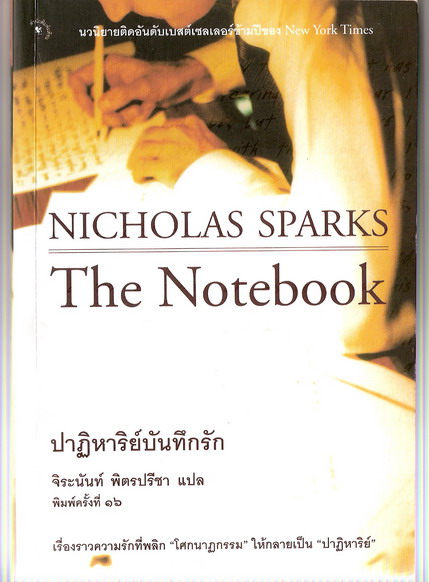 นวนิยายติดอันดับเบสต์เซลเลอร์ข้ามปีของ New York Times
NICHOLAS SPARKS
The Notebook
ปาฏิหาริย์บันทึกรัก
จิระนันท์ พิตรปรีชา แปล
พิมพ์ครั้งที่ ๑๖
เรื่องราวความรักที่พลิก “โศกนาฏกรรม” ให้กลายเป็น “ปาฏิหาริย์”